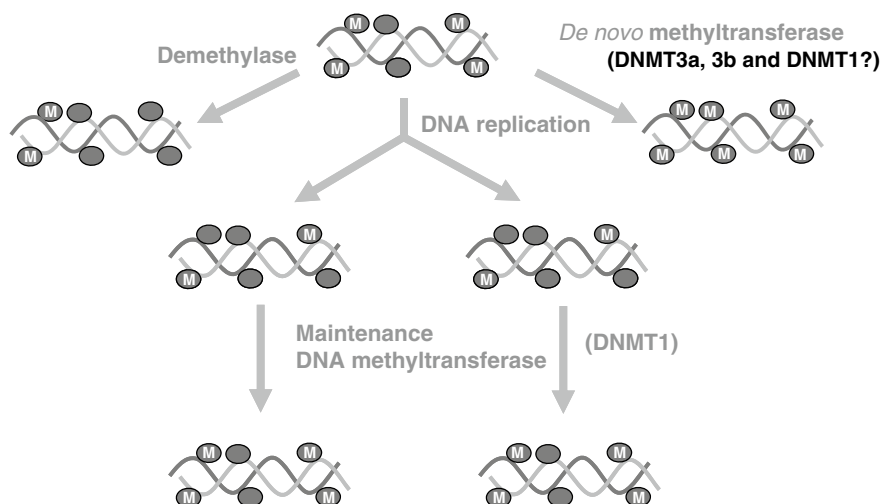 M M
Demethylase
De novo methyltransferase
(DNMT3a, 3b and DNMT1?)
M M
M
M
M M M
M M M
DNA replication
M
M
M
M
Maintenance
DNA methyltransferase
(DNMT1)
M M
M M
M M
M M